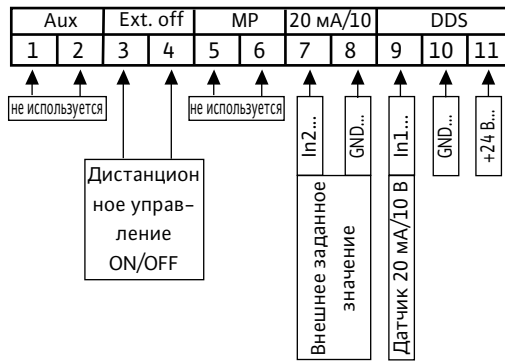 Aux Ext. off MP 20 мА/10 DDS
1 2 3 4 5 6 7 8 9 10 11
не используется не используется
In2... GND... In1... GND... +24 В...
Дистанцион
ное управ–
ление
ON/OFF
Внешнее заданное
значение
Датчик 20 мА/10 В